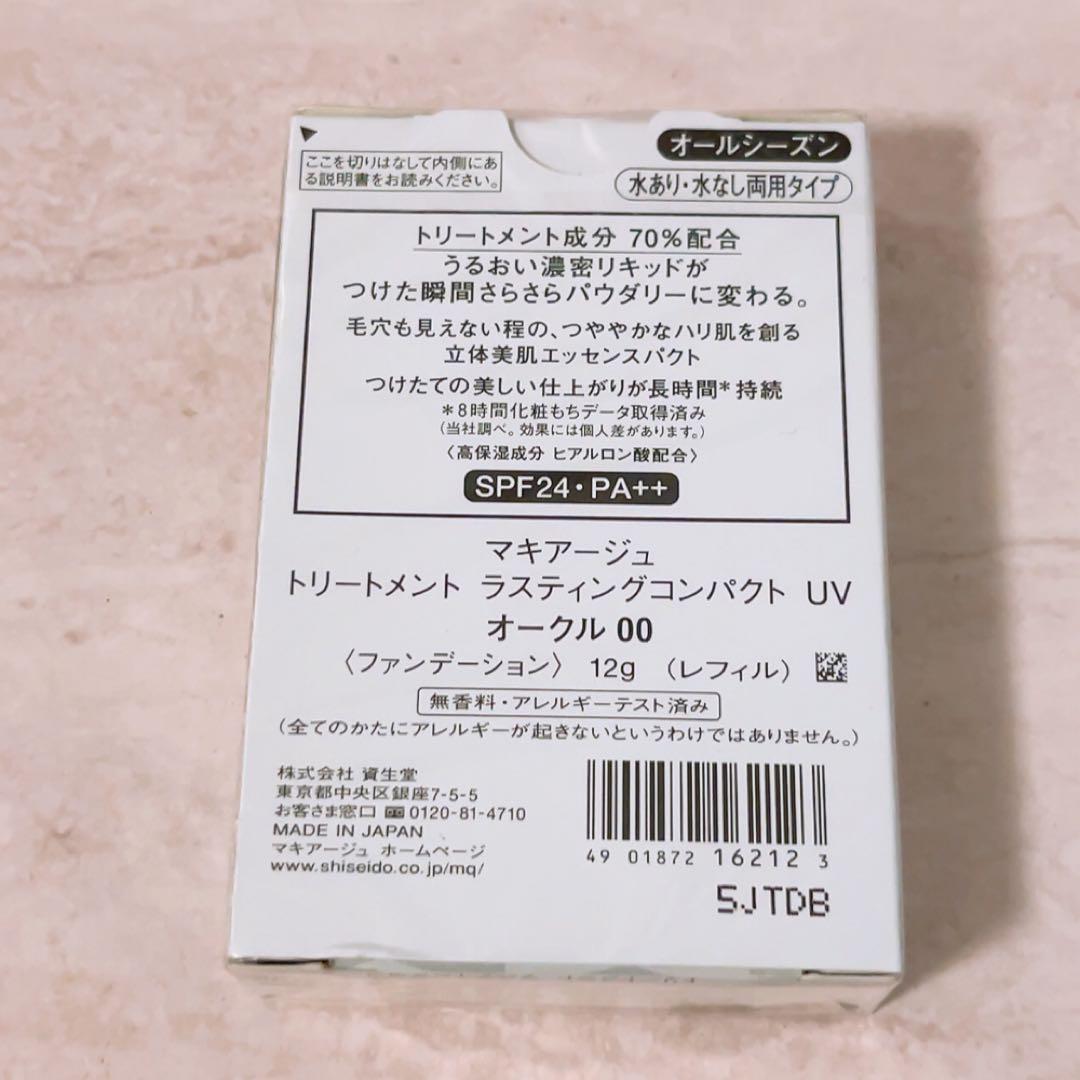 ここを切りはなして内側にあ
る説明書をお読みください。
オールシーズン
水あり・水なし両用タイプ
トリートメント成分 70%配合
うるおい濃密リキッドが
つけた瞬間さらさらパウダリーに変わる。
毛穴も見えない程の、つややかなハリ肌を創る
立体美肌エッセンスパクト
つけたての美しい仕上がりが長時間*持続
*8時間化粧もちデータ取得済み
(当社調べ。効果には個人差があります。)
〈高保湿成分 ヒアルロン酸配合〉
SPF24・PA++
マキアージュ
トリートメント ラスティングコンパクト UV
オークル 00
〈ファンデーション〉 12g (レフィル)
無香料・アレルギーテスト済み
(全てのかたにアレルギーが起きないというわけではありません。)
株式会社 資生堂
東京都中央区銀座7-5-5
お客さま窓口 0120-81-4710
MADE IN JAPAN
マキアージュ ホームページ
www.shiseido.co.jp/mq/
4 901872 162123
5JTDB